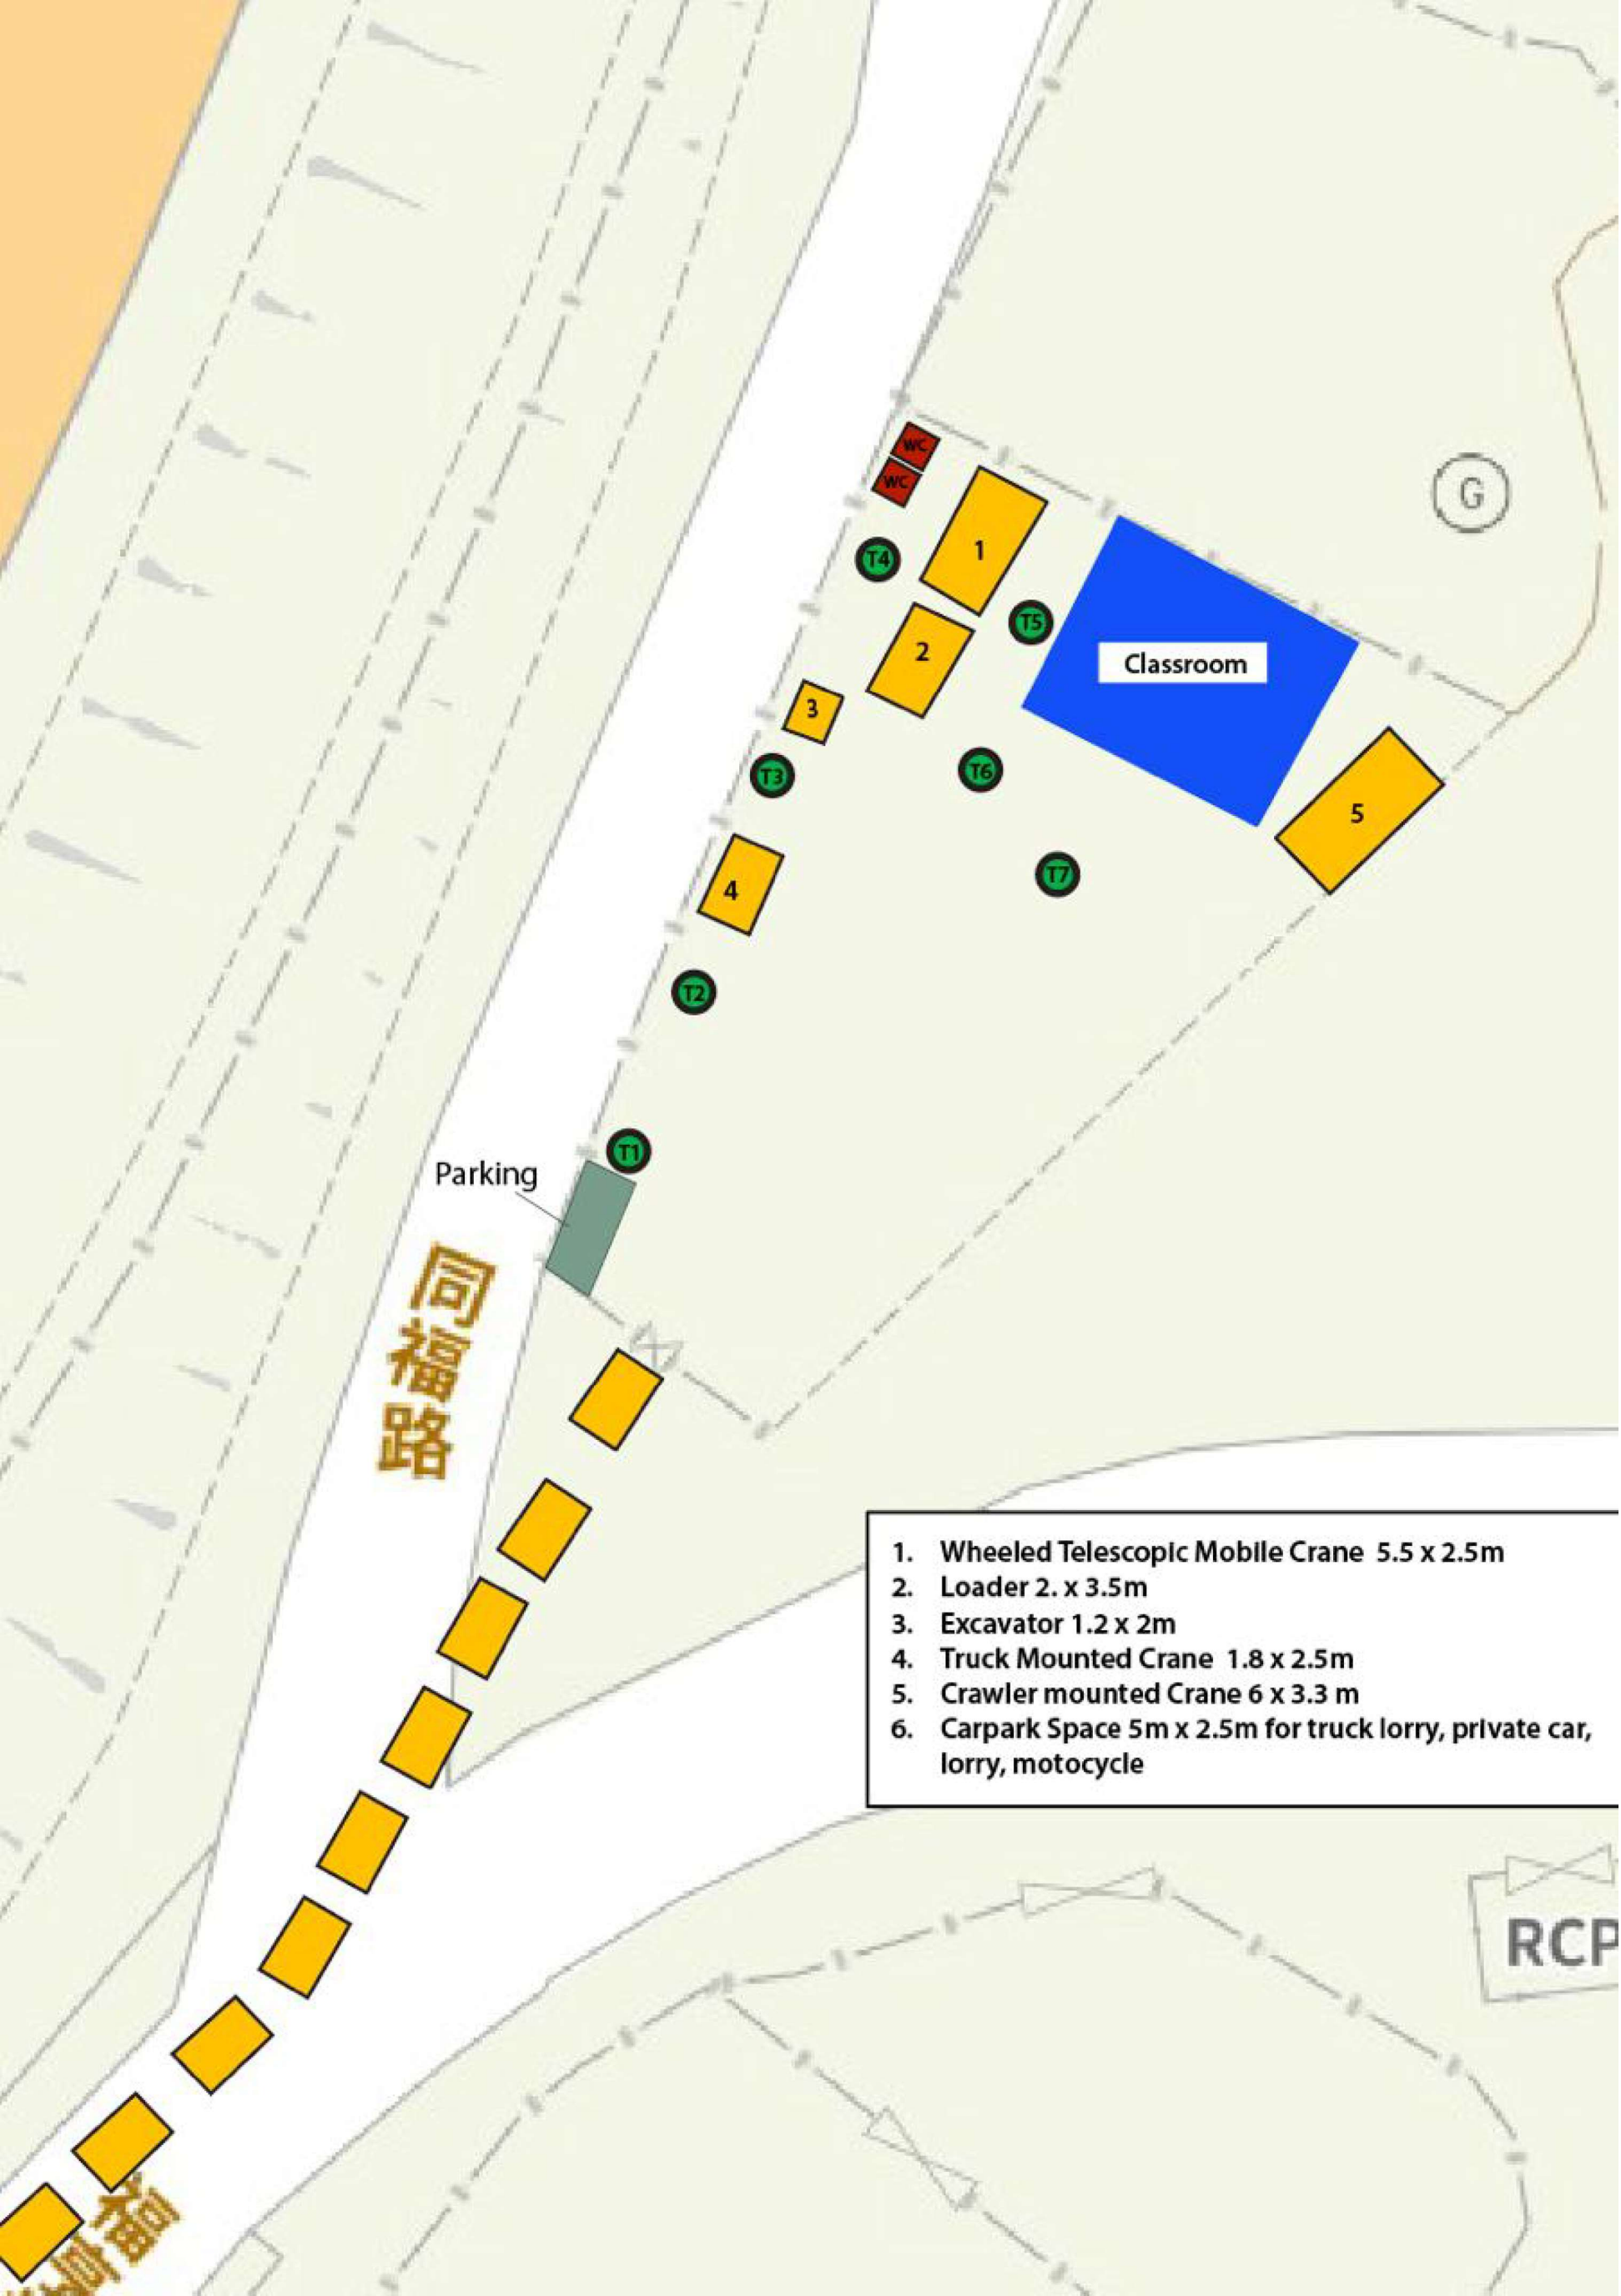 WC
WC
G
1
T4
T5
2
Classroom
3
T3
T6
5
4
T7
T2
T1
Parking
同
福
路
1. Wheeled Telescopic Mobile Crane 5.5 x 2.5m
2. Loader 2. x 3.5m
3. Excavator 1.2 x 2m
4. Truck Mounted Crane 1.8 x 2.5m
5. Crawler mounted Crane 6 x 3.3 m
6. Carpark Space 5m x 2.5m for truck lorry, private car,
lorry, motocycle
RCP
福